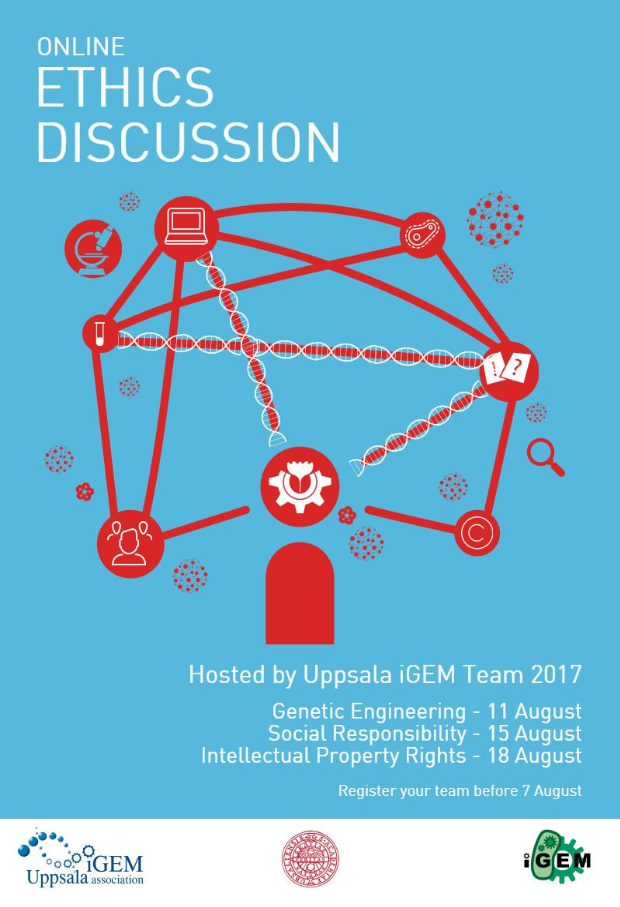 ONLINE
ETHICS
DISCUSSION
! ?
C
Hosted by Uppsala iGEM Team 2017
Genetic Engineering - 11 August
Social Responsibility - 15 August
Intellectual Property Rights - 18 August
Register your team before 7 August
iGEM
Uppsala association
iGEM